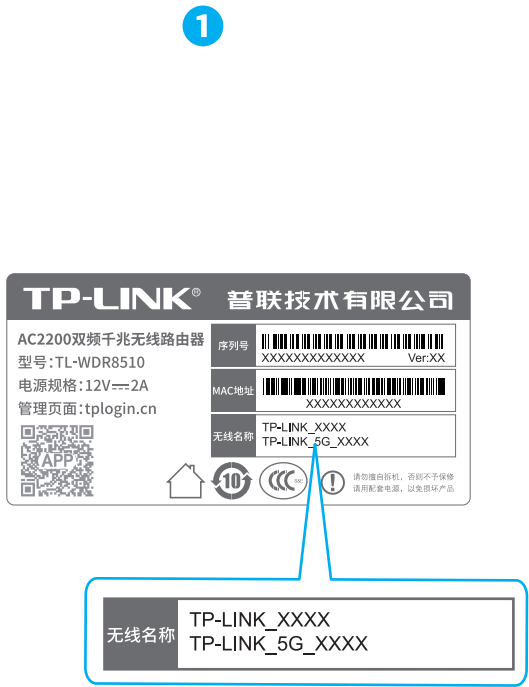 1
TP-LINK® 普联技术有限公司
AC2200双频千兆无线路由器
型号:TL-WDR8510
电源规格:12V⎓2A
管理页面:tplogin.cn
APP
序列号
XXXXXXXXXXXXX Ver:XX
MAC地址
XXXXXXXXXXXX
无线名称
TP-LINK_XXXX
TP-LINK_5G_XXXX
10
CCC S&E
请勿擅自拆机，否则不予保修
请用配套电源，以免损坏产品
无线名称
TP-LINK_XXXX
TP-LINK_5G_XXXX